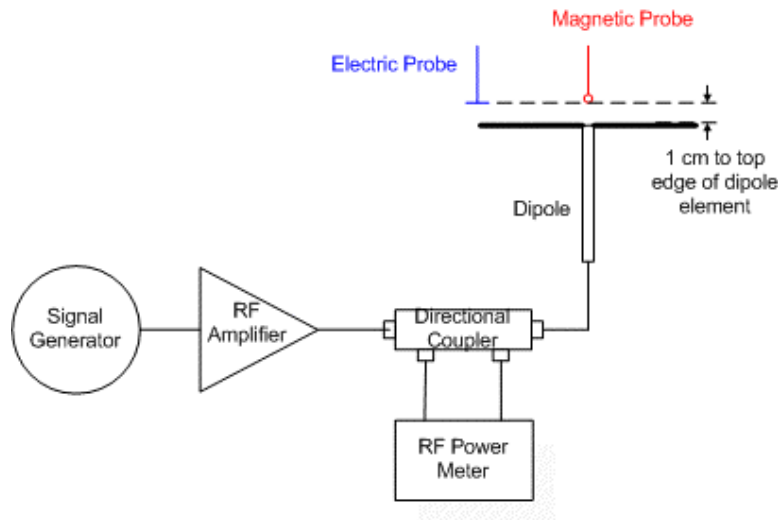 Magnetic Probe
Electric Probe
1 cm to top
edge of dipole
element
Dipole
Signal
Generator
RF
Amplifier
Directional
Coupler
RF Power
Meter